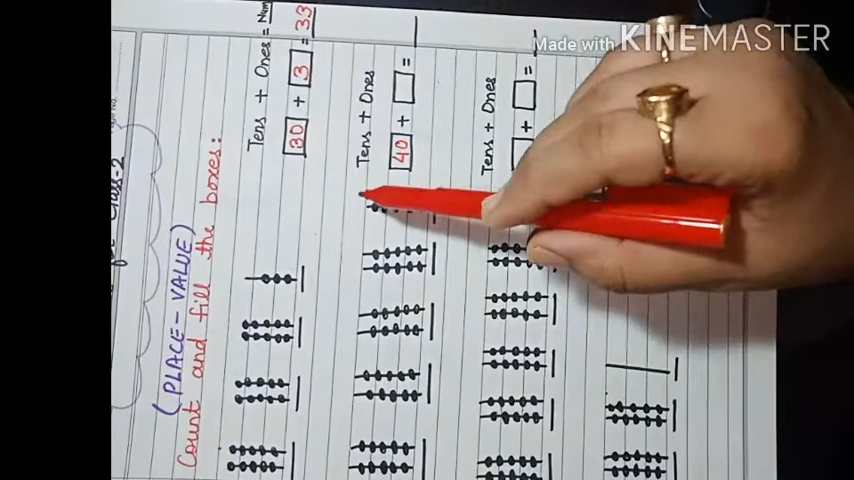 Made with KINEMASTER
Class-2
(PLACE-VALUE)
Count and fill the boxes:
Tens + Ones =
30 + 3 = 33
Tens + Ones
40 + =
Tens + Ones
+ =